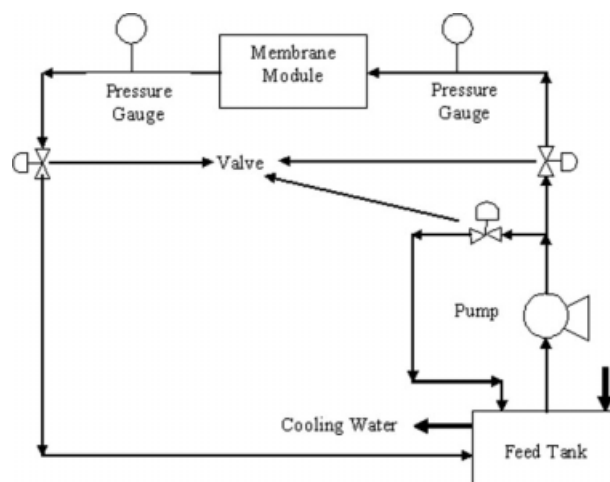 Membrane
Module
Pressure
Gauge
Pressure
Gauge
Valve
Pump
Cooling Water
Feed Tank